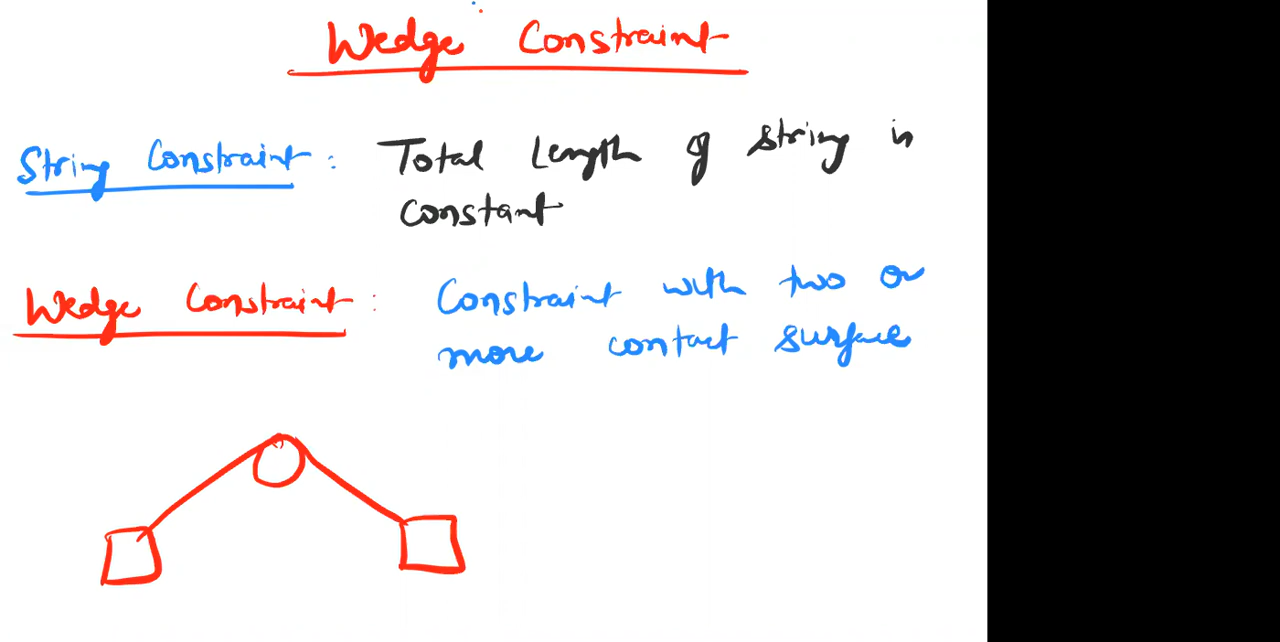 Wedge Constraint
String Constraint : Total Length of string is
constant
Wedge Constraint : Constraint with two or
more contact surface